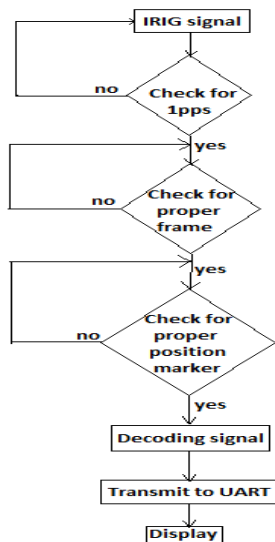 IRIG signal
no
Check for
1pps
yes
no
Check for
proper
frame
yes
no
Check for
proper
position
marker
yes
Decoding signal
Transmit to UART
Display